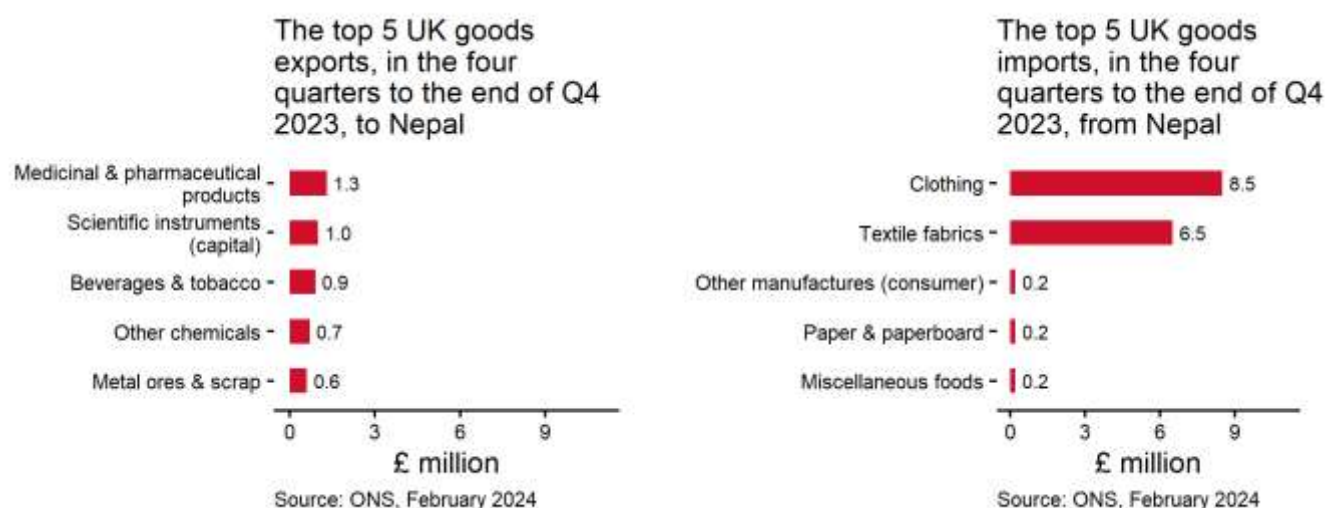 The top 5 UK goods
exports, in the four
quarters to the end of Q4
2023, to Nepal
Medicinal & pharmaceutical
products
1.3
Scientific instruments
(capital)
1.0
Beverages & tobacco
0.9
Other chemicals
0.7
Metal ores & scrap
0.6
0 3 6 9
£ million
Source: ONS, February 2024
The top 5 UK goods
imports, in the four
quarters to the end of Q4
2023, from Nepal
Clothing 8.5
Textile fabrics 6.5
Other manufactures (consumer) 0.2
Paper & paperboard 0.2
Miscellaneous foods 0.2
0 3 6 9
£ million
Source: ONS, February 2024